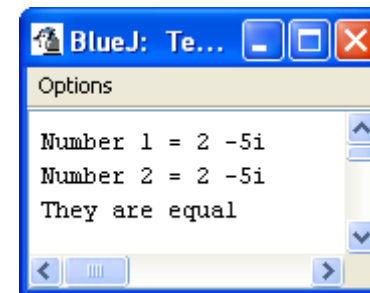 BlueJ: Te...
Options
Number 1 = 2 -5i
Number 2 = 2 -5i
They are equal